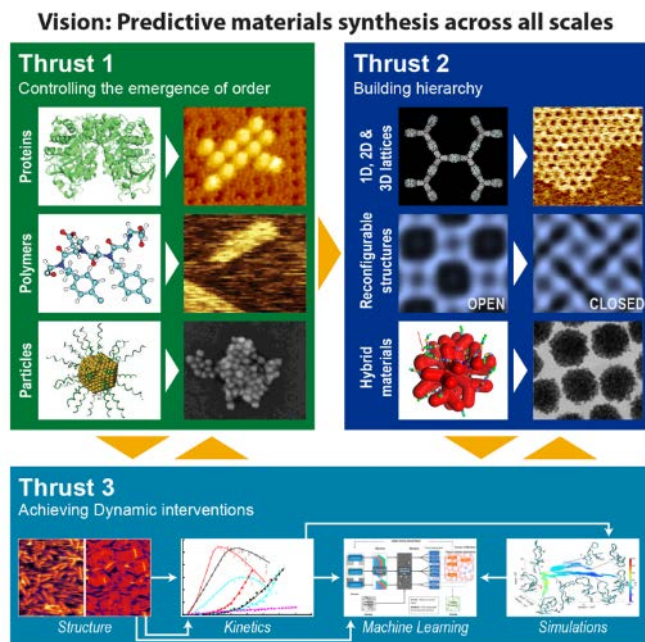 Vision: Predictive materials synthesis across all scales
Thrust 1
Controlling the emergence of order
Proteins
Polymers
Particles
Thrust 2
Building hierarchy
1D, 2D &
3D lattices
Reconfigurable
structures
OPEN
CLOSED
Hybrid
materials
Thrust 3
Achieving Dynamic interventions
Structure
Kinetics
Machine Learning
Simulations